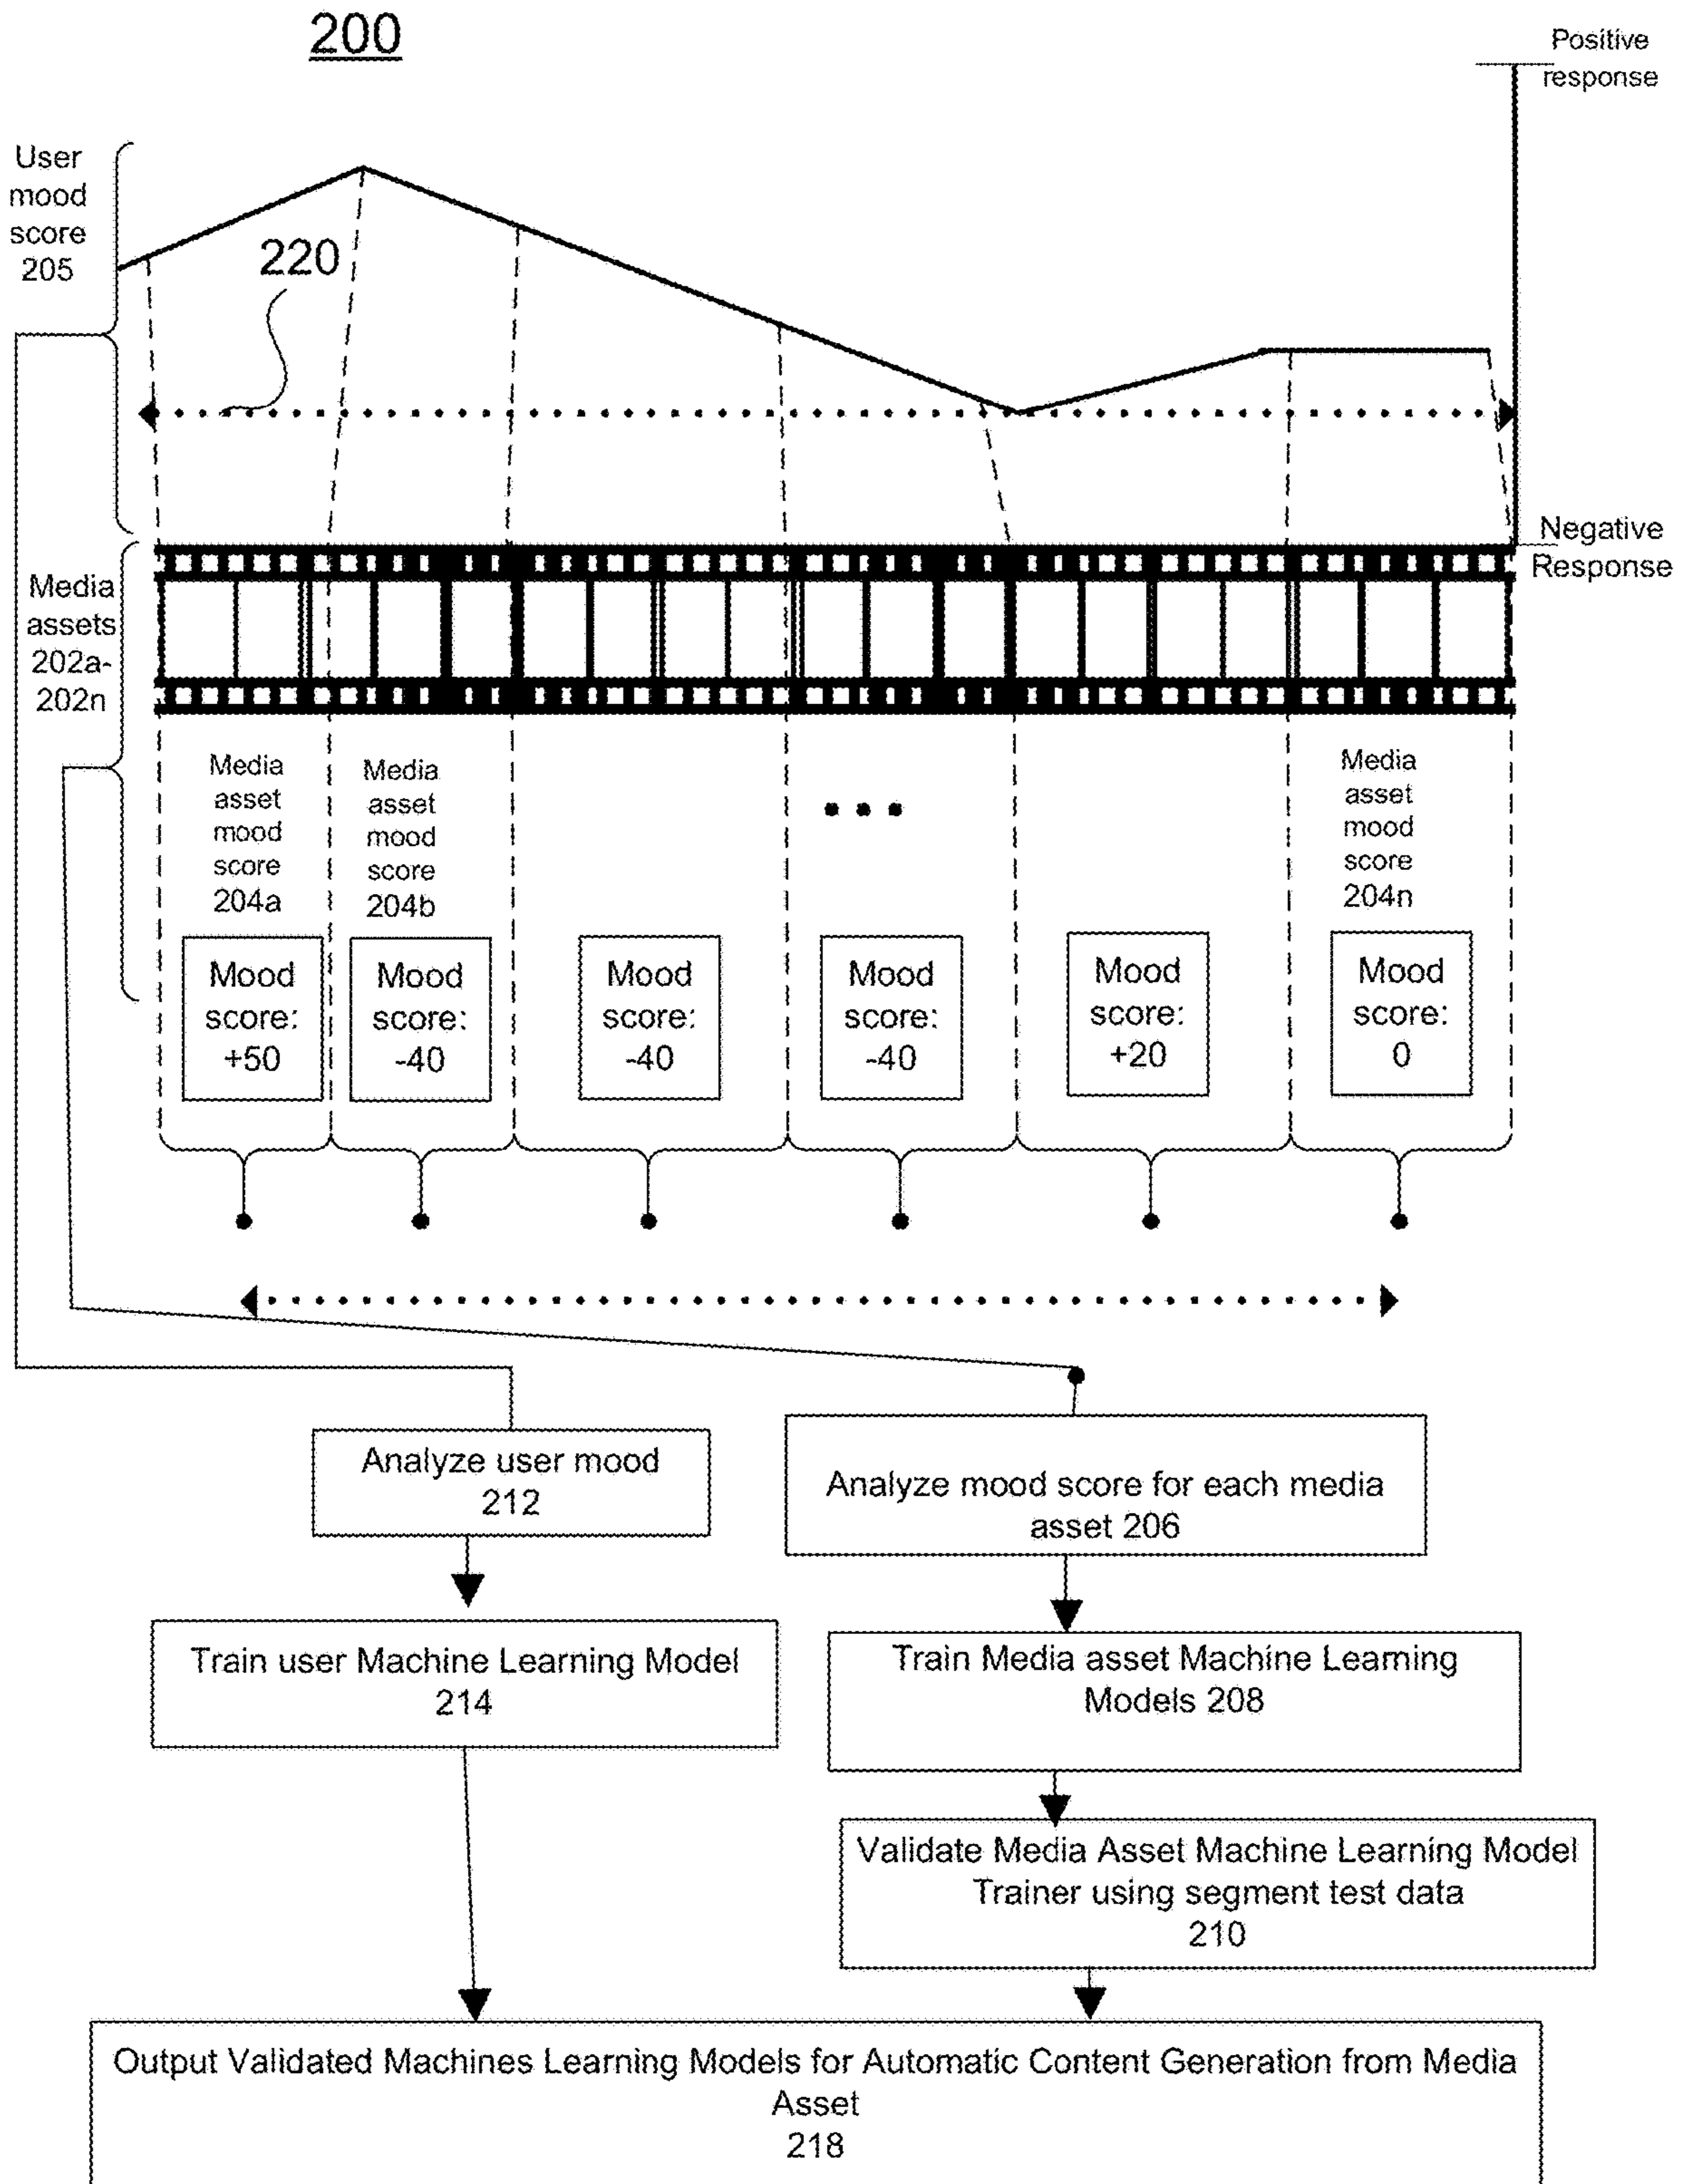 200
Positive
response
User
mood
score
205
220
Negative
Response
Media
assets
202a-
202n
Media
asset
mood
score
204a
Media
asset
mood
score
204b
Media
asset
mood
score
204n
Mood
score:
+50
Mood
score:
-40
Mood
score:
-40
Mood
score:
-40
Mood
score:
+20
Mood
score:
0
Analyze user mood
212
Analyze mood score for each media
asset 206
Train user Machine Learning Model
214
Train Media asset Machine Learning
Models 208
Validate Media Asset Machine Learning Model
Trainer using segment test data
210
Output Validated Machines Learning Models for Automatic Content Generation from Media
Asset
218